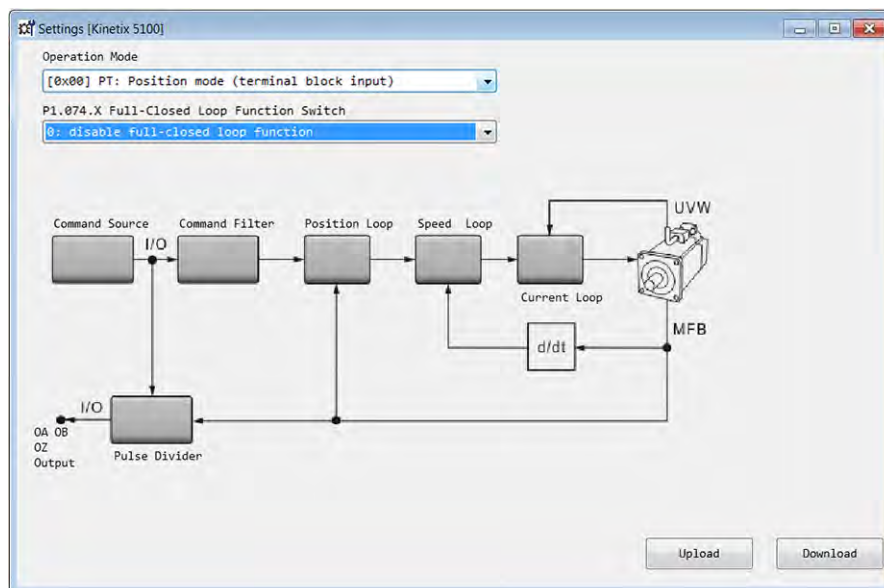 Settings [Kinetix 5100]
Operation Mode
[0x00] PT: Position mode (terminal block input)
P1.074.X Full-Closed Loop Function Switch
0: disable full-closed loop function
UVW
Command Source
Command Filter
Position Loop
Speed Loop
I/O
Current Loop
MFB
d/dt
I/O
OA OB
OZ
Output
Pulse Divider
Upload
Download